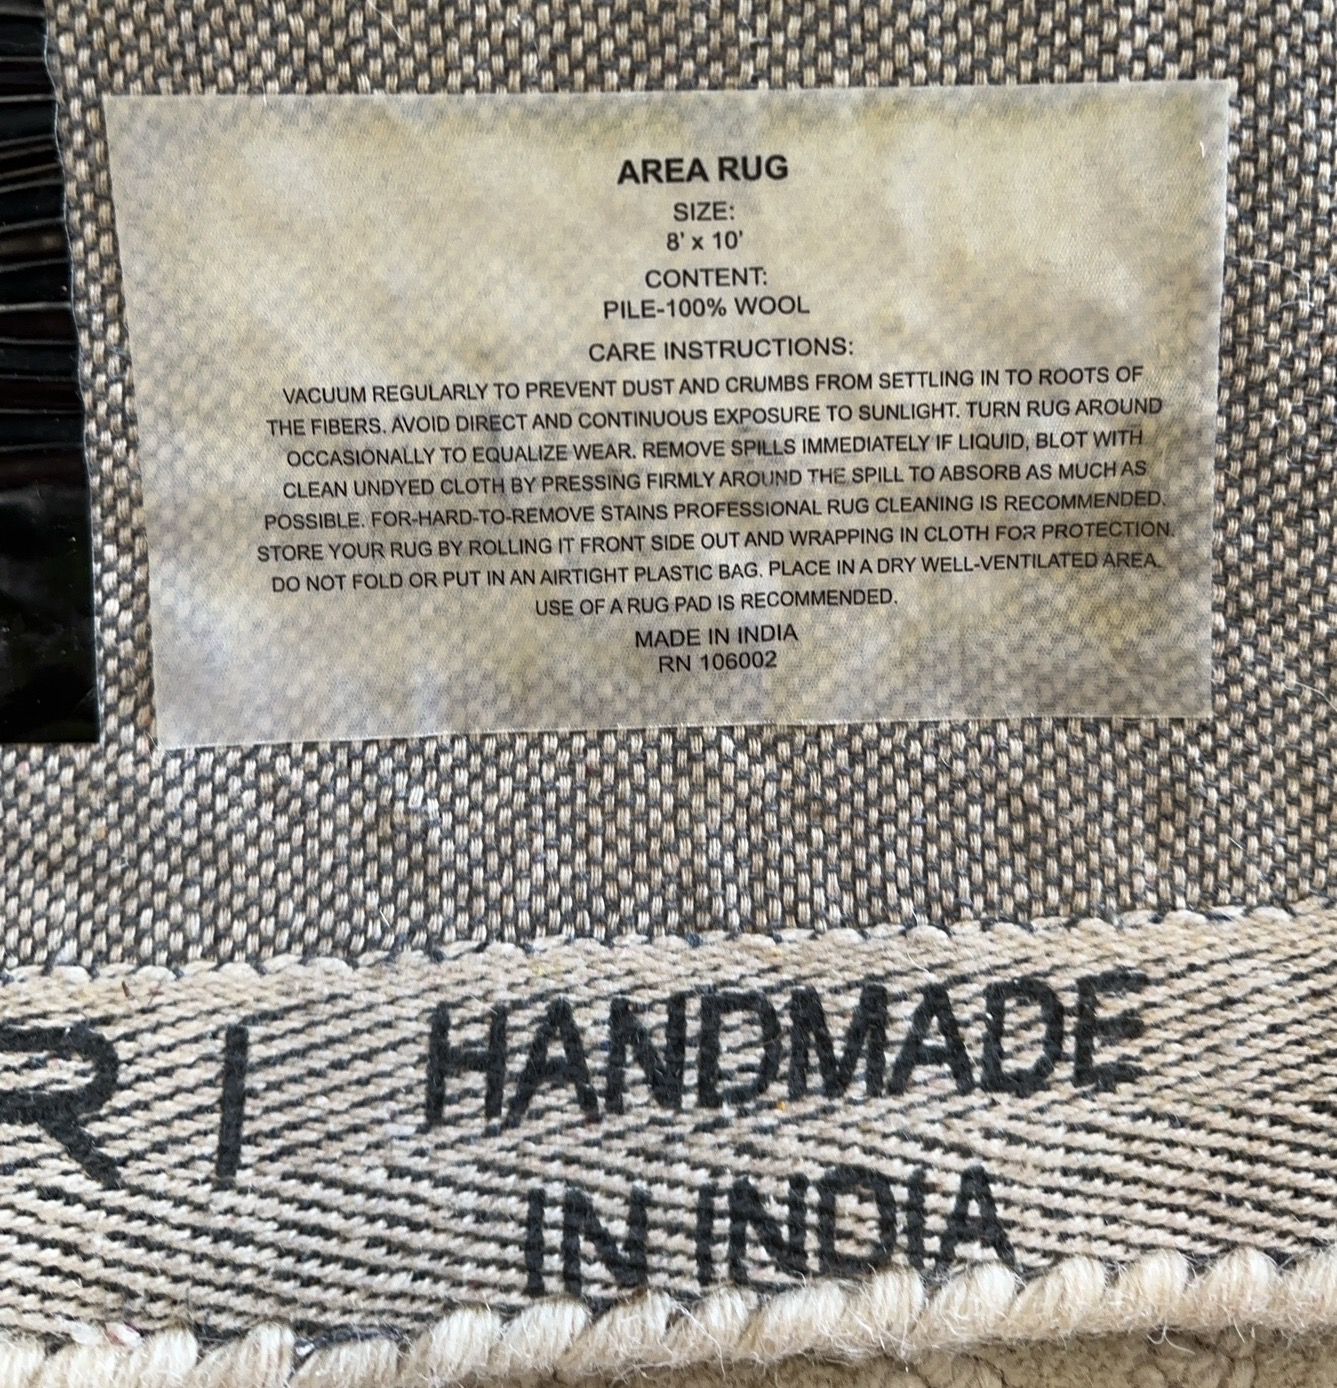 AREA RUG
SIZE:
8' x 10'
CONTENT:
PILE-100% WOOL
CARE INSTRUCTIONS:
VACUUM REGULARLY TO PREVENT DUST AND CRUMBS FROM SETTLING IN TO ROOTS OF
THE FIBERS. AVOID DIRECT AND CONTINUOUS EXPOSURE TO SUNLIGHT. TURN RUG AROUND
OCCASIONALLY TO EQUALIZE WEAR. REMOVE SPILLS IMMEDIATELY IF LIQUID, BLOT WITH
CLEAN UNDYED CLOTH BY PRESSING FIRMLY AROUND THE SPILL TO ABSORB AS MUCH AS
POSSIBLE. FOR-HARD-TO-REMOVE STAINS PROFESSIONAL RUG CLEANING IS RECOMMENDED.
STORE YOUR RUG BY ROLLING IT FRONT SIDE OUT AND WRAPPING IN CLOTH FOR PROTECTION.
DO NOT FOLD OR PUT IN AN AIRTIGHT PLASTIC BAG. PLACE IN A DRY WELL-VENTILATED AREA.
USE OF A RUG PAD IS RECOMMENDED.
MADE IN INDIA
RN 106002
R I HANDMADE
IN INDIA